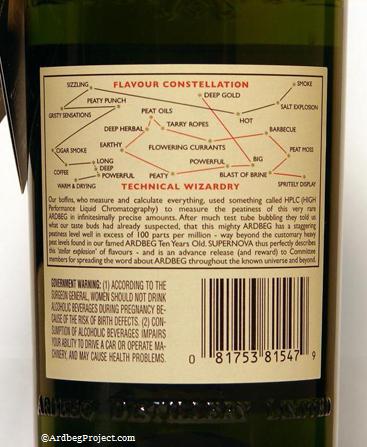 SIZZLING
FLAVOUR CONSTELLATION
SMOKE
DEEP GOLD
PEATY PUNCH
SALT EXPLOSION
GRISTY SENSATIONS
PEAT OILS
HOT
TARRY ROPES
DEEP HERBAL
BARBECUE
EARTHY
FLOWERING CURRANTS
CIGAR SMOKE
PEAT MOSS
LONG
POWERFUL
BIG
COFFEE
DEEP
POWERFUL
PEATY
BLAST OF BRINE
WARM & DRYING
SPRITELY DISPLAY
TECHNICAL WIZARDRY
Our boffins, who measure and calculate everything, used something called HPLC (HIGH
Performance Liquid Chromatography) to measure the peatiness of this very rare
ARDBEG in infinitesimally precise amounts. After much test tube bubbling they told us
what our taste buds had already suspected, that this mighty ARDBEG has a staggering
peatiness level well in excess of 100 parts per million - way beyond the customary heavy
peat levels found in our famed ARDBEG Ten Years Old. SUPERNOVA thus perfectly describes
this 'stellar explosion' of flavours - and is an advance release (and reward) to Committee
members for spreading the word about ARDBEG throughout the known universe and beyond.
GOVERNMENT WARNING: (1) ACCORDING TO THE
SURGEON GENERAL, WOMEN SHOULD NOT DRINK
ALCOHOLIC BEVERAGES DURING PREGNANCY BE-
CAUSE OF THE RISK OF BIRTH DEFECTS. (2) CON-
SUMPTION OF ALCOHOLIC BEVERAGES IMPAIRS
YOUR ABILITY TO DRIVE A CAR OR OPERATE MA-
CHINERY, AND MAY CAUSE HEALTH PROBLEMS.
0 81753 81547 9
ARDBEG DISTILLERY LIMITED
©ArdbegProject.com